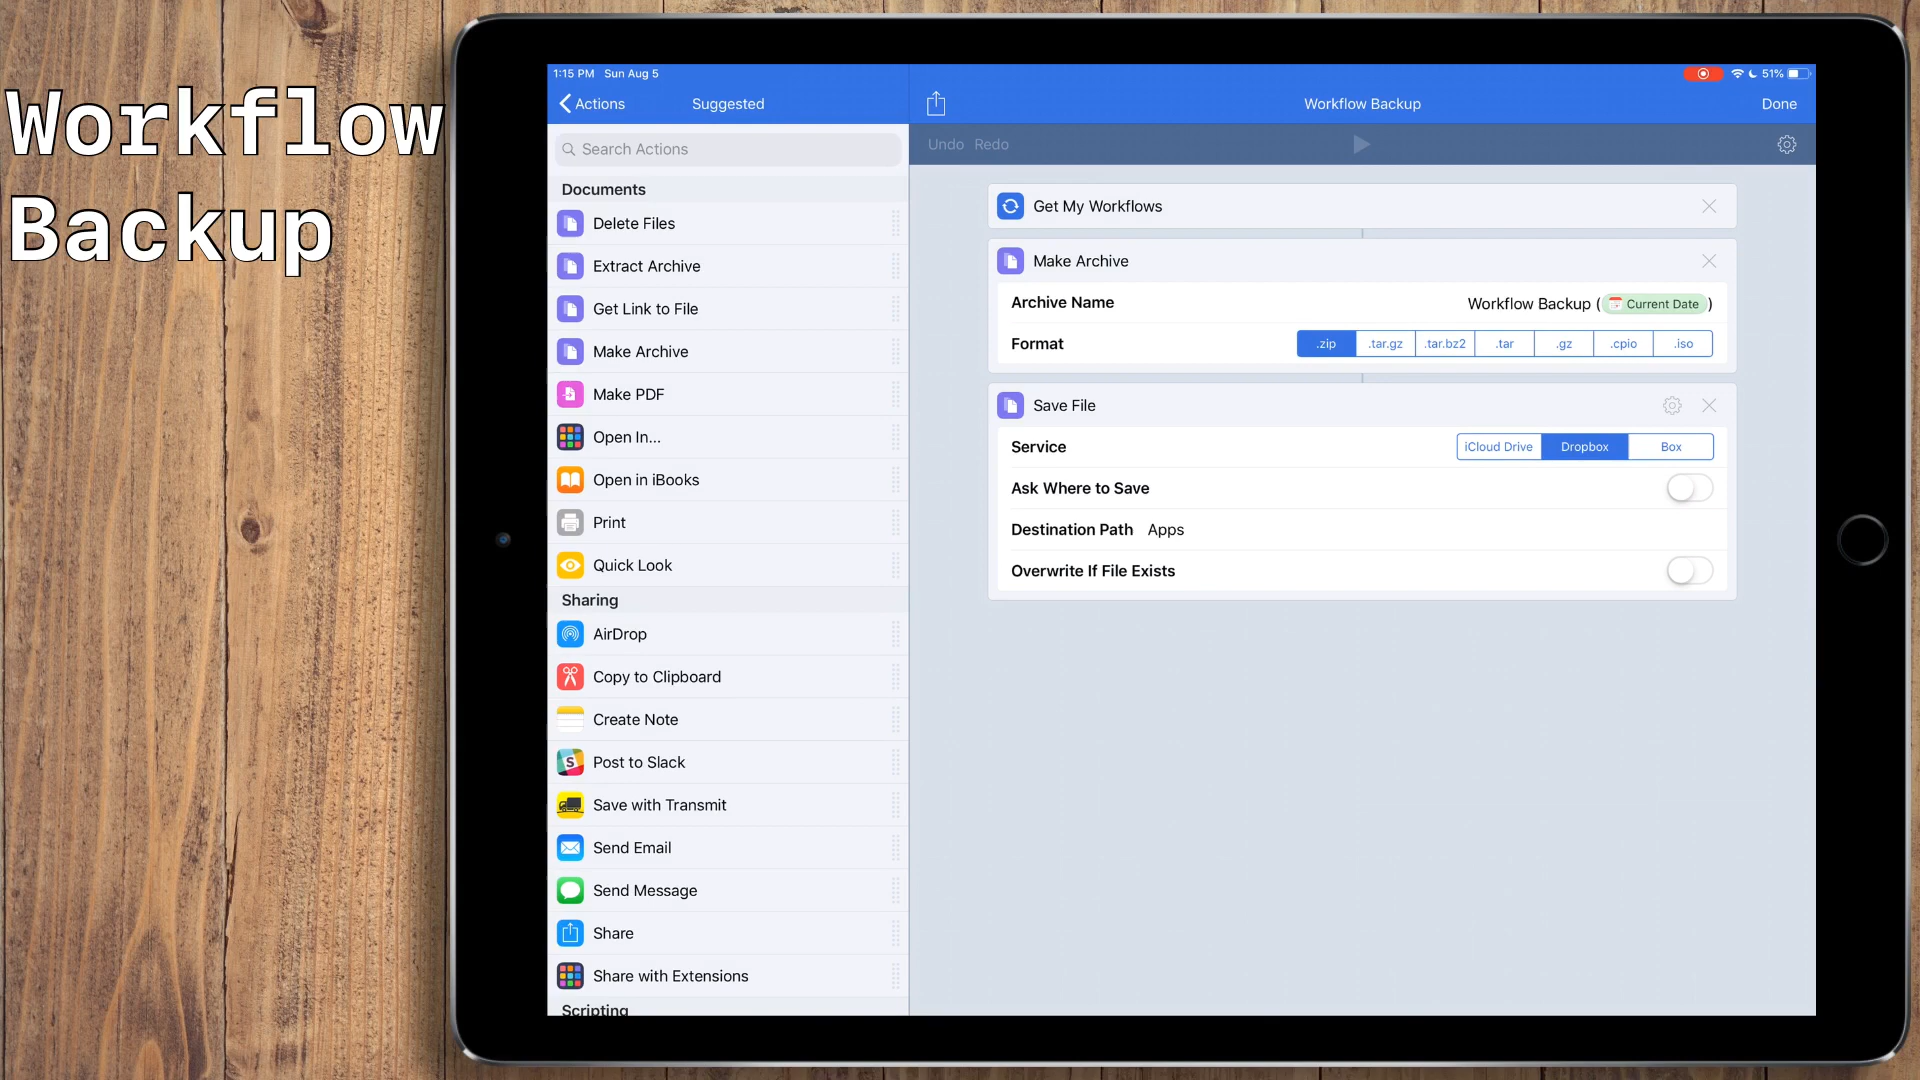 Workflow
Backup
1:15 PM Sun Aug 5
51%
Actions
Suggested
Workflow Backup
Done
Search Actions
Undo Redo
Documents
Delete Files
Extract Archive
Get Link to File
Make Archive
Make PDF
Open In...
Open in iBooks
Print
Quick Look
Sharing
AirDrop
Copy to Clipboard
Create Note
Post to Slack
Save with Transmit
Send Email
Send Message
Share
Share with Extensions
Scripting
Get My Workflows
Make Archive
Archive Name Workflow Backup (Current Date)
Format .zip .tar.gz .tar.bz2 .tar .gz .cpio .iso
Save File
Service iCloud Drive Dropbox Box
Ask Where to Save
Destination Path Apps
Overwrite If File Exists